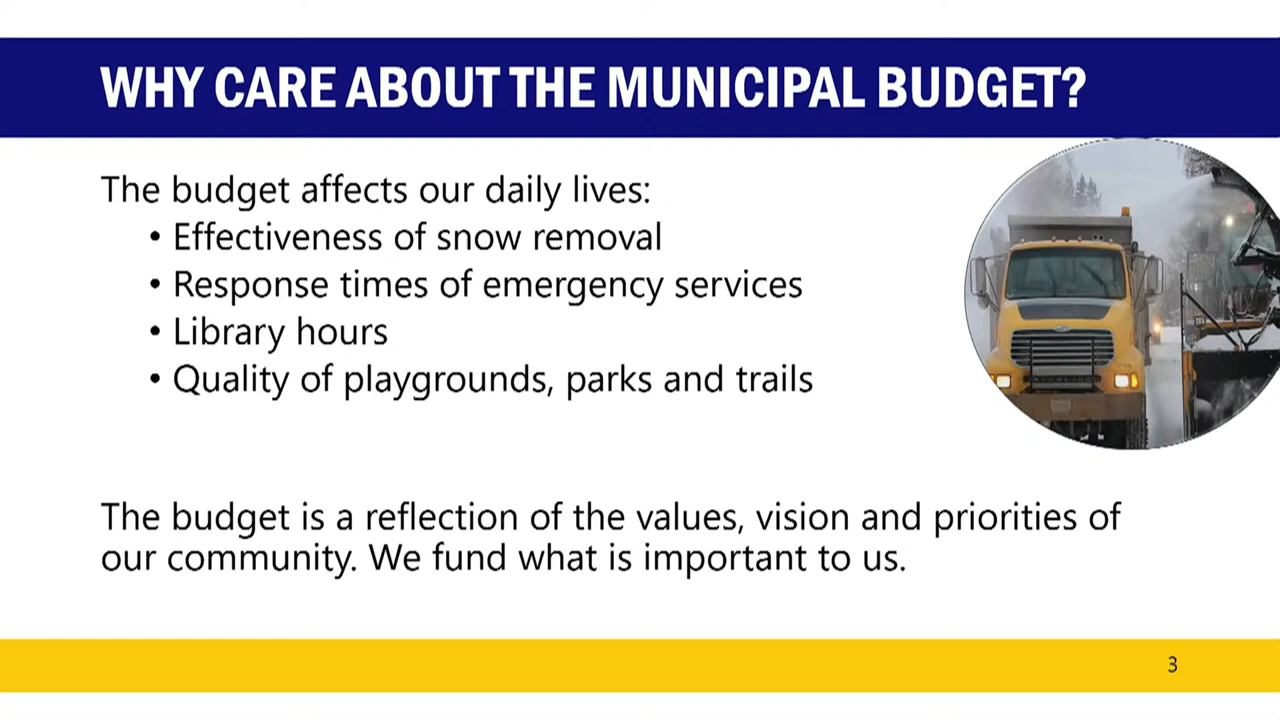 WHY CARE ABOUT THE MUNICIPAL BUDGET?
The budget affects our daily lives:
• Effectiveness of snow removal
• Response times of emergency services
• Library hours
• Quality of playgrounds, parks and trails
The budget is a reflection of the values, vision and priorities of
our community. We fund what is important to us.
3